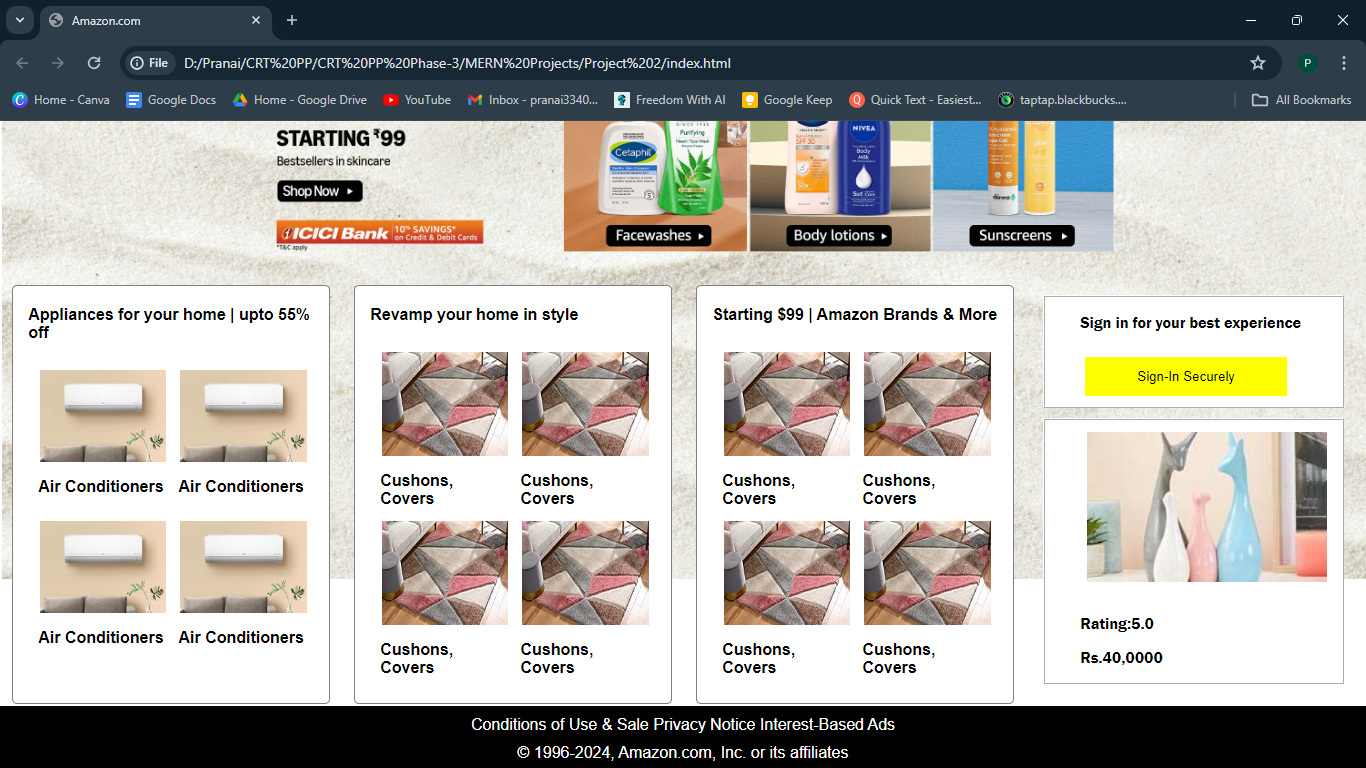 Amazon.com
File
D:/Pranai/CRT%20PP/CRT%20PP%20Phase-3/MERN%20Projects/Project%202/index.html
P
Home - Canva
Google Docs
Home - Google Drive
YouTube
Inbox - pranai3340...
Freedom With AI
Google Keep
Quick Text - Easiest...
taptap.blackbucks....
All Bookmarks
STARTING ₹99
Bestsellers in skincare
Shop Now
ICICI Bank
10% SAVINGS*
on Credit & Debit Cards
*T&C apply
Cetaphil
Purifying
Neem Face Wash
Facewashes
SPF 50
NIVEA
Body
Milk
5in1 Care
Body lotions
derma
Sunscreens
Appliances for your home | upto 55%
off
Air Conditioners
Air Conditioners
Air Conditioners
Air Conditioners
Revamp your home in style
Cushons,
Covers
Cushons,
Covers
Cushons,
Covers
Cushons,
Covers
Starting $99 | Amazon Brands & More
Cushons,
Covers
Cushons,
Covers
Cushons,
Covers
Cushons,
Covers
Sign in for your best experience
Sign-In Securely
Rating:5.0
Rs.40,0000
Conditions of Use & Sale Privacy Notice Interest-Based Ads
© 1996-2024, Amazon.com, Inc. or its affiliates